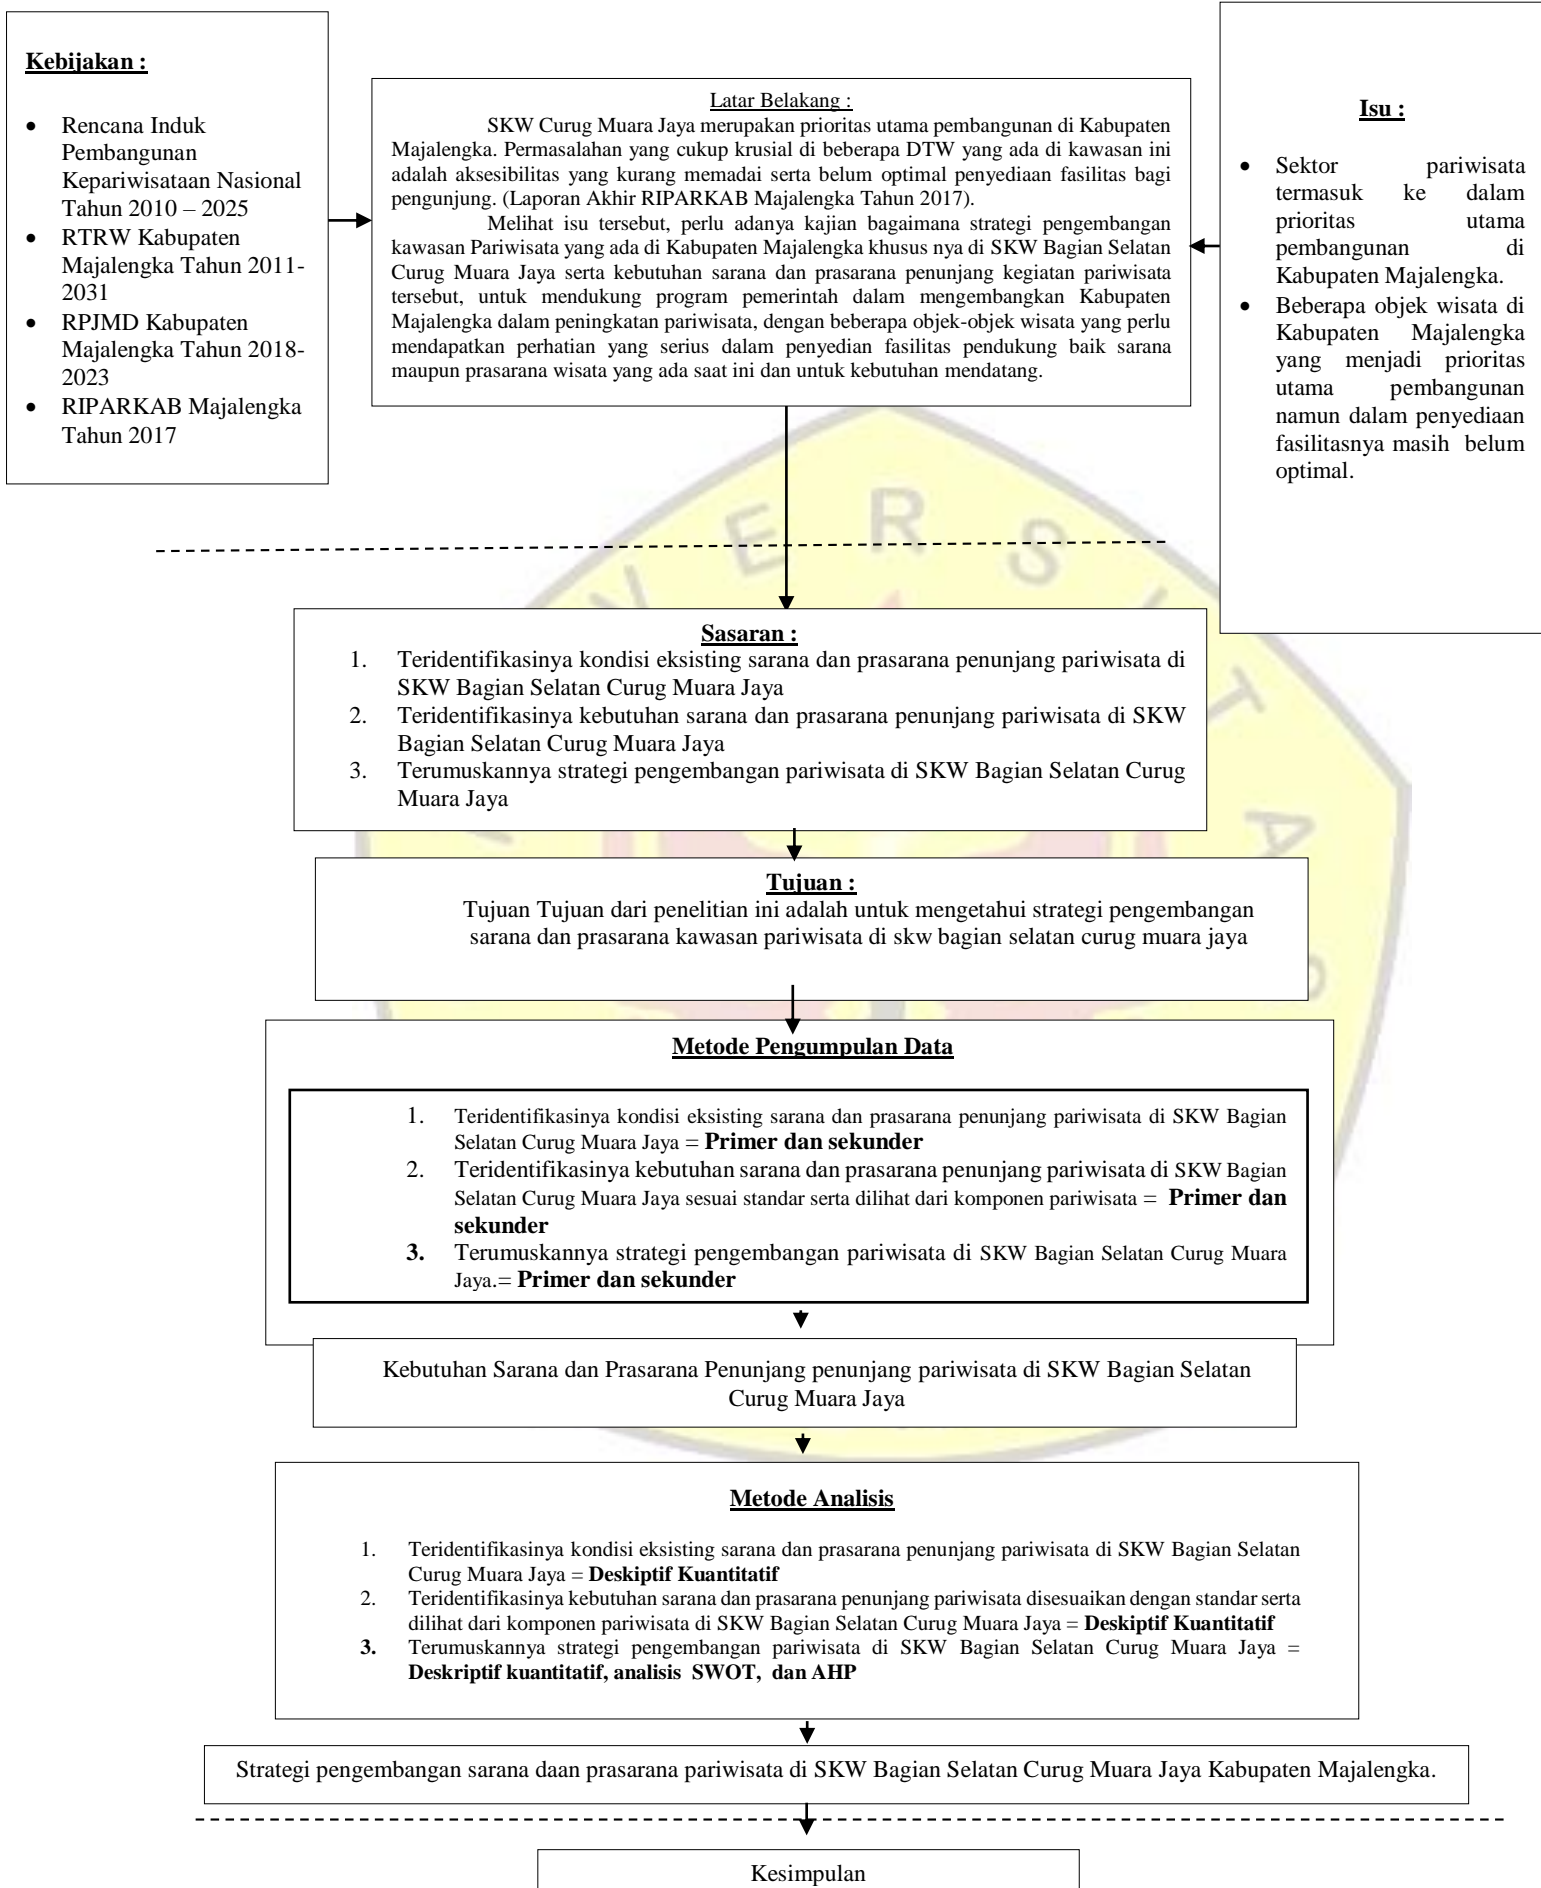 Kebijakan :
• Rencana Induk
Pembangunan
Kepariwisataan Nasional
Tahun 2010 – 2025
• RTRW Kabupaten
Majalengka Tahun 2011-
2031
• RPJMD Kabupaten
Majalengka Tahun 2018-
2023
• RIPARKAB Majalengka
Tahun 2017
Latar Belakang :
SKW Curug Muara Jaya merupakan prioritas utama pembangunan di Kabupaten
Majalengka. Permasalahan yang cukup krusial di beberapa DTW yang ada di kawasan ini
adalah aksesibilitas yang kurang memadai serta belum optimal penyediaan fasilitas bagi
pengunjung. (Laporan Akhir RIPARKAB Majalengka Tahun 2017).
Melihat isu tersebut, perlu adanya kajian bagaimana strategi pengembangan
kawasan Pariwisata yang ada di Kabupaten Majalengka khusus nya di SKW Bagian Selatan
Curug Muara Jaya serta kebutuhan sarana dan prasarana penunjang kegiatan pariwisata
tersebut, untuk mendukung program pemerintah dalam mengembangkan Kabupaten
Majalengka dalam peningkatan pariwisata, dengan beberapa objek-objek wisata yang perlu
mendapatkan perhatian yang serius dalam penyedian fasilitas pendukung baik sarana
maupun prasarana wisata yang ada saat ini dan untuk kebutuhan mendatang.
Isu :
• Sektor pariwisata
termasuk ke dalam
prioritas utama
pembangunan di
Kabupaten Majalengka.
• Beberapa objek wisata di
Kabupaten Majalengka
yang menjadi prioritas
utama pembangunan
namun dalam penyediaan
fasilitasnya masih belum
optimal.
Sasaran :
1. Teridentifikasinya kondisi eksisting sarana dan prasarana penunjang pariwisata di
SKW Bagian Selatan Curug Muara Jaya
2. Teridentifikasinya kebutuhan sarana dan prasarana penunjang pariwisata di SKW
Bagian Selatan Curug Muara Jaya
3. Terumuskannya strategi pengembangan pariwisata di SKW Bagian Selatan Curug
Muara Jaya
Tujuan :
Tujuan Tujuan dari penelitian ini adalah untuk mengetahui strategi pengembangan
sarana dan prasarana kawasan pariwisata di skw bagian selatan curug muara jaya
Metode Pengumpulan Data
1. Teridentifikasinya kondisi eksisting sarana dan prasarana penunjang pariwisata di SKW Bagian
Selatan Curug Muara Jaya = Primer dan sekunder
2. Teridentifikasinya kebutuhan sarana dan prasarana penunjang pariwisata di SKW Bagian
Selatan Curug Muara Jaya sesuai standar serta dilihat dari komponen pariwisata = Primer dan
sekunder
3. Terumuskannya strategi pengembangan pariwisata di SKW Bagian Selatan Curug Muara
Jaya.= Primer dan sekunder
Kebutuhan Sarana dan Prasarana Penunjang penunjang pariwisata di SKW Bagian Selatan
Curug Muara Jaya
Metode Analisis
1. Teridentifikasinya kondisi eksisting sarana dan prasarana penunjang pariwisata di SKW Bagian Selatan
Curug Muara Jaya = Deskiptif Kuantitatif
2. Teridentifikasinya kebutuhan sarana dan prasarana penunjang pariwisata disesuaikan dengan standar serta
dilihat dari komponen pariwisata di SKW Bagian Selatan Curug Muara Jaya = Deskiptif Kuantitatif
3. Terumuskannya strategi pengembangan pariwisata di SKW Bagian Selatan Curug Muara Jaya =
Deskriptif kuantitatif, analisis SWOT, dan AHP
Strategi pengembangan sarana daan prasarana pariwisata di SKW Bagian Selatan Curug Muara Jaya Kabupaten Majalengka.
Kesimpulan